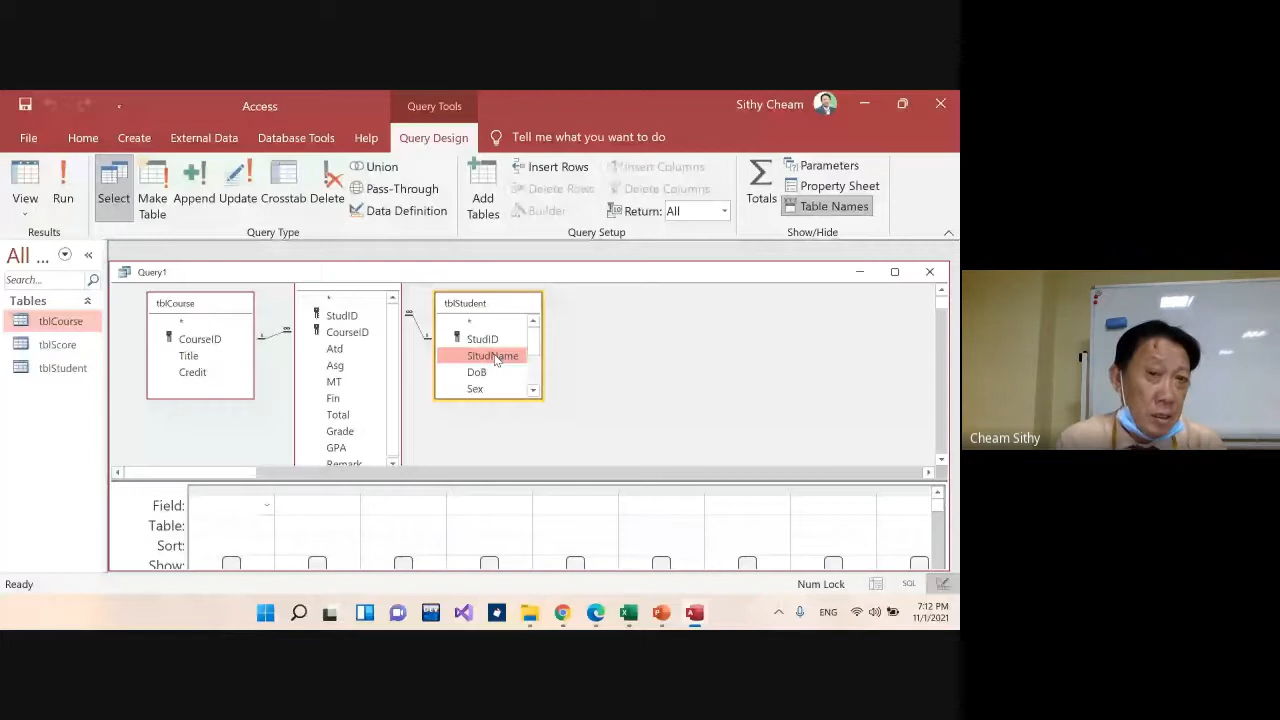 Access
Query Tools
Sithy Cheam
File
Home
Create
External Data
Database Tools
Help
Query Design
Tell me what you want to do
View
Run
Select
Make Table
Append
Update
Crosstab
Delete
Union
Pass-Through
Data Definition
Add Tables
Insert Rows
Delete Rows
Builder
Insert Columns
Delete Columns
Return: All
Totals
Parameters
Property Sheet
Table Names
Results
Query Type
Query Setup
Show/Hide
All ...
Search...
Tables
tblCourse
tblScore
tblStudent
Query1
tblCourse
*
CourseID
Title
Credit
*
StudID
CourseID
Atd
Asg
MT
Fin
Total
Grade
GPA
Remark
tblStudent
*
StudID
SItudName
DoB
Sex
Field:
Table:
Sort:
Show:
Ready
Num Lock
SQL
ENG
7:12 PM
11/1/2021
Cheam Sithy